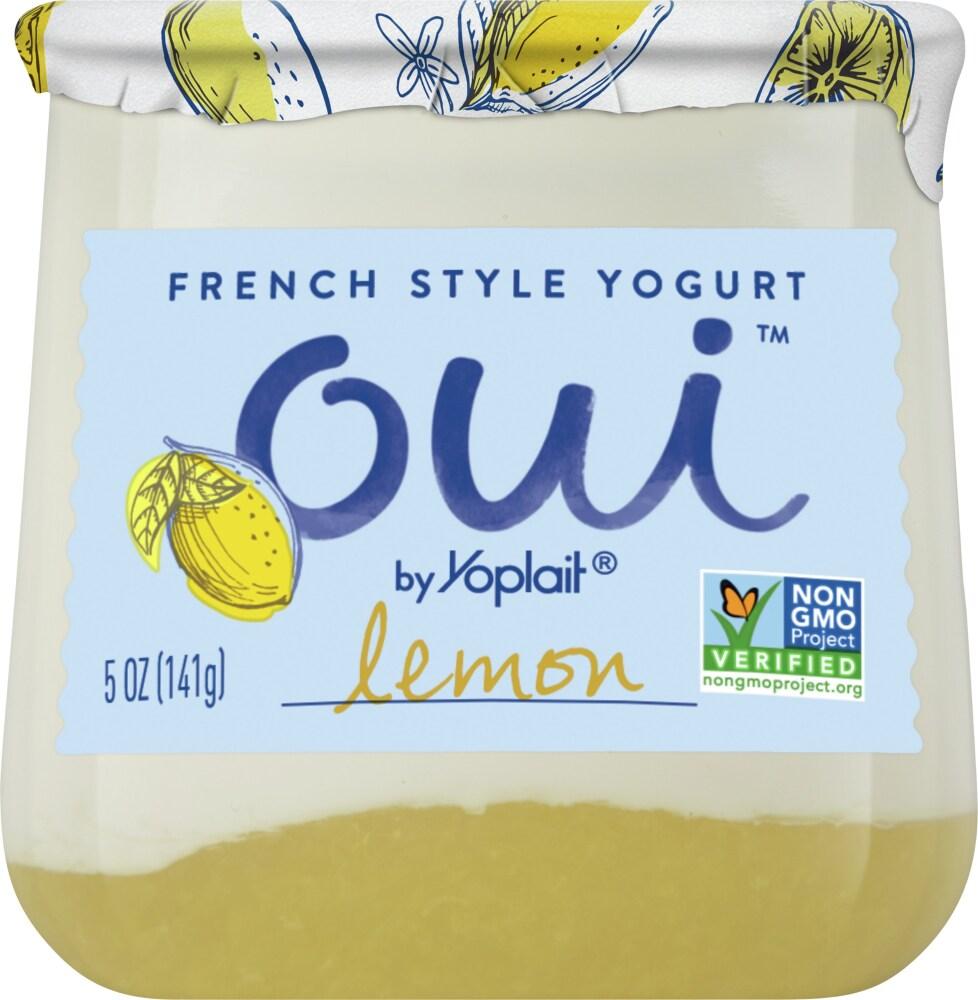 FRENCH STYLE YOGURT
oui™
by Yoplait®
lemon
5 OZ (141g)
NON
GMO
Project
VERIFIED
nongmoproject.org